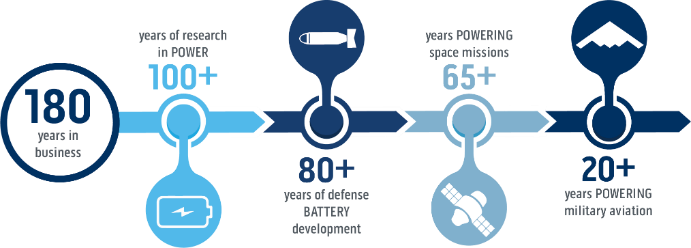 180
years in
business
years of research
in POWER
100+
80+
years of defense
BATTERY
development
years POWERING
space missions
65+
20+
years POWERING
military aviation